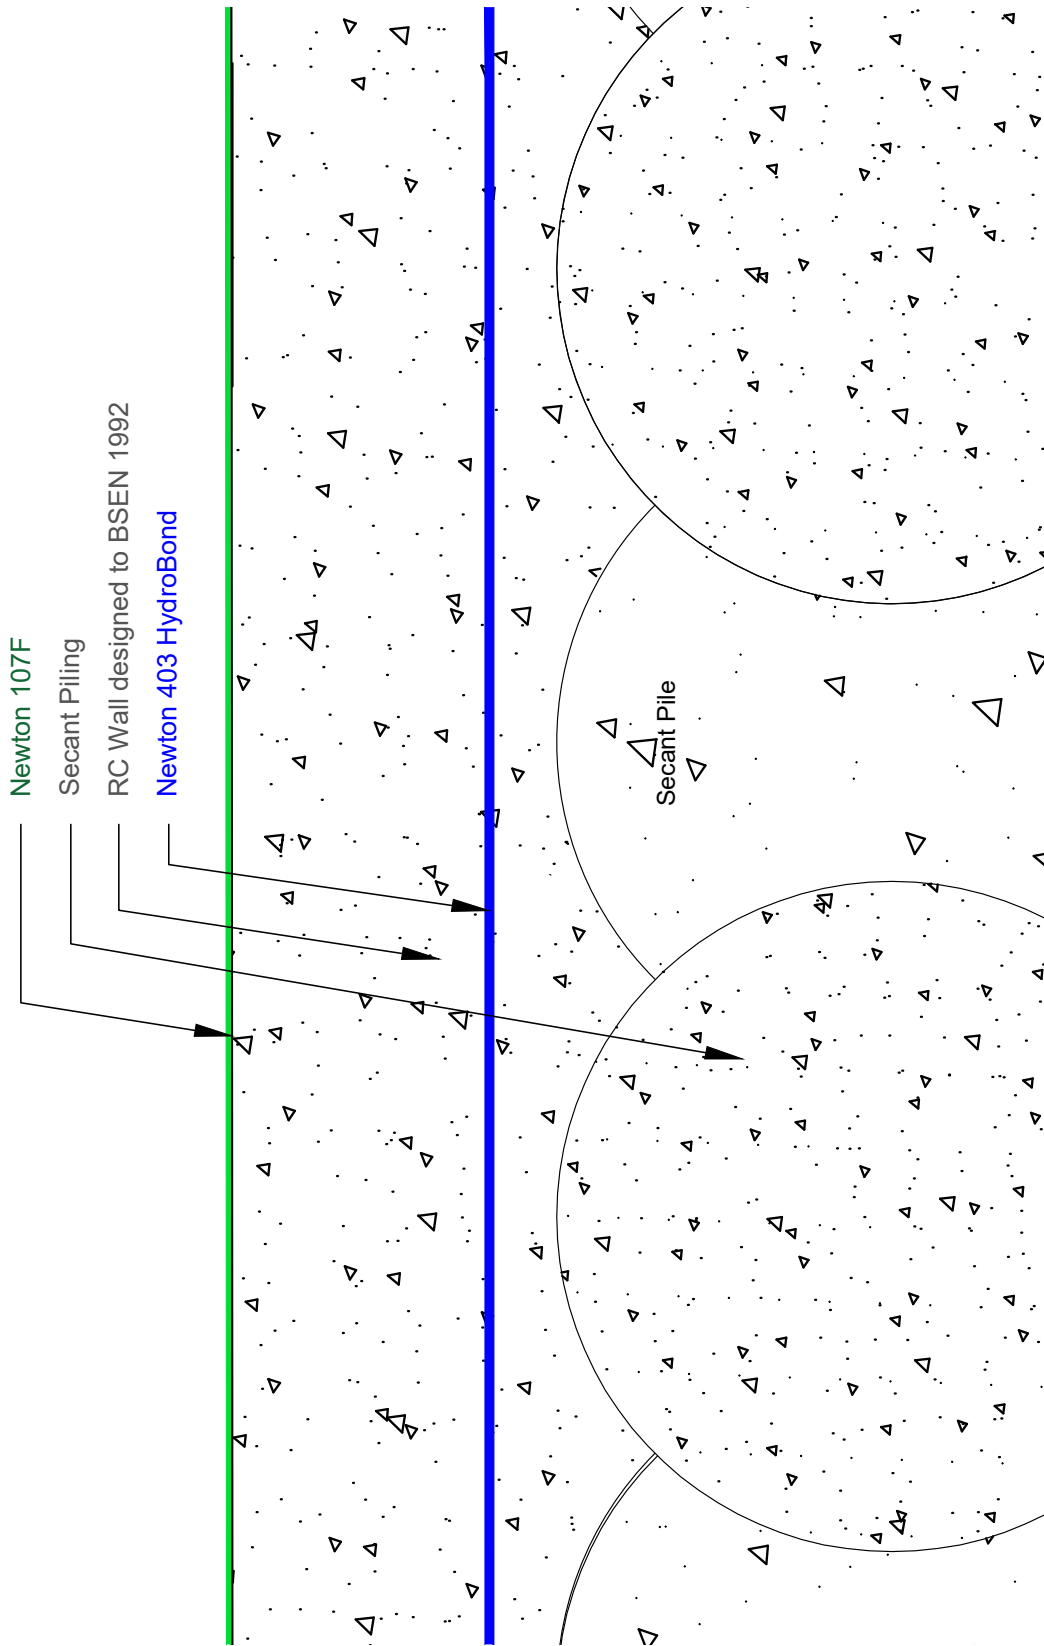 Newton 107F
Secant Piling
RC Wall designed to BSEN 1992
Newton 403 HydroBond
Secant Pile